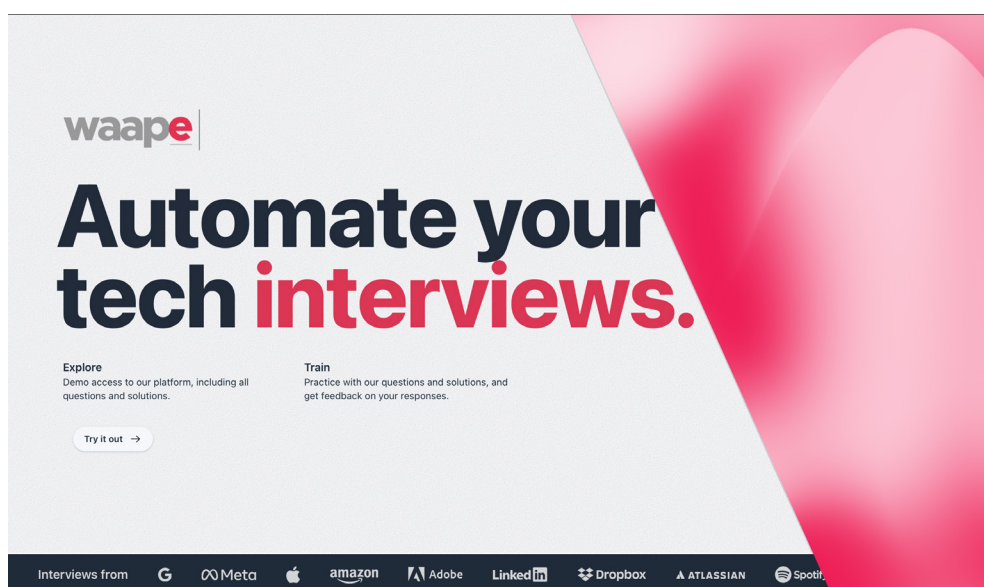 waape
Automate your
tech interviews.
Explore
Demo access to our platform, including all
questions and solutions.
Train
Practice with our questions and solutions, and
get feedback on your responses.
Try it out →
Interviews from G Meta amazon Adobe Linked in Dropbox ATLASSIAN Spotif